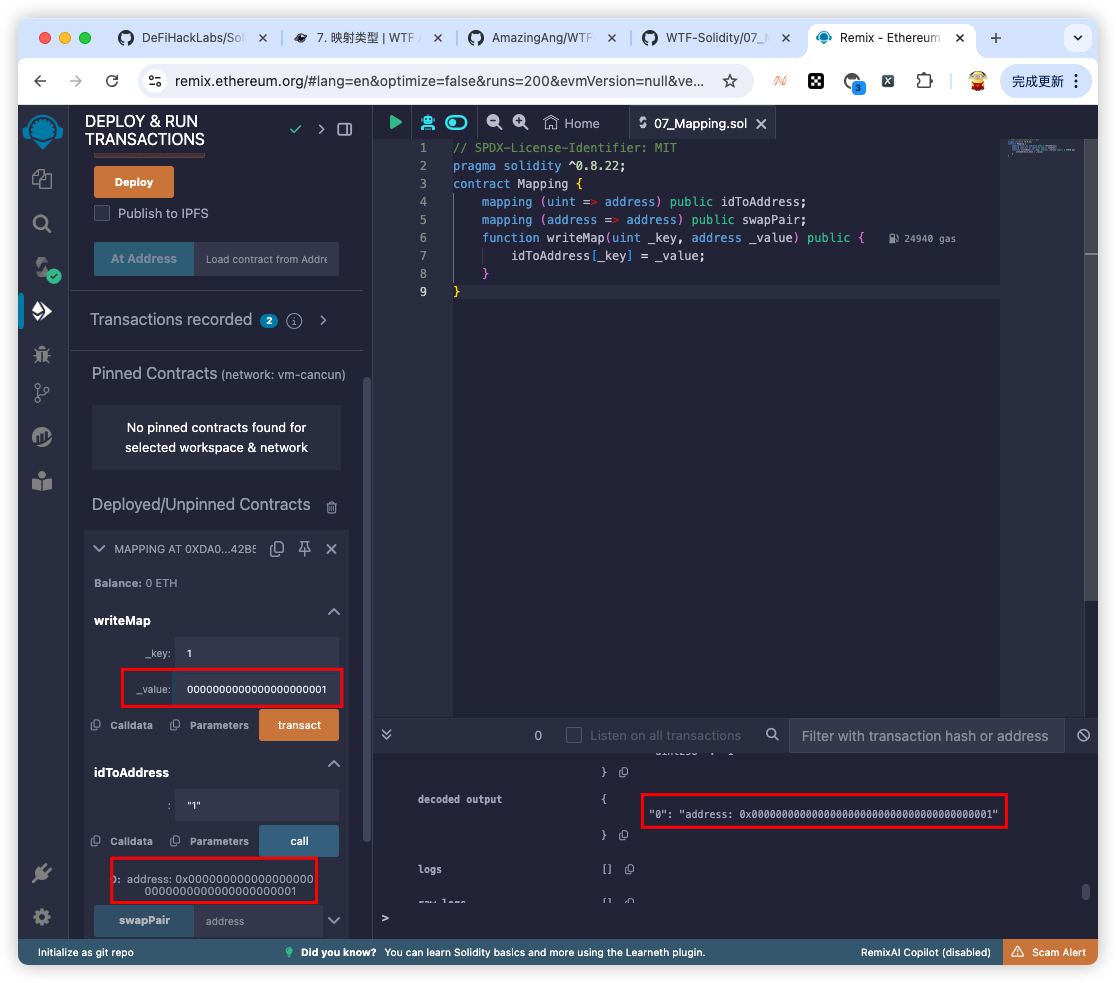 DeFiHackLabs/Sol
7. 映射类型 | WTF A
AmazingAng/WTF
WTF-Solidity/07_
Remix - Ethereum
remix.ethereum.org/#lang=en&optimize=false&runs=200&evmVersion=null&ve...
3
完成更新
DEPLOY & RUN
TRANSACTIONS
Deploy
Publish to IPFS
At Address
Load contract from Addre
Transactions recorded 2 i
Pinned Contracts (network: vm-cancun)
No pinned contracts found for
selected workspace & network
Deployed/Unpinned Contracts
MAPPING AT 0XDA0...42B5
Balance: 0 ETH
writeMap
_key: 1
_value: 0000000000000000000001
Calldata Parameters transact
idToAddress
: "1"
Calldata Parameters call
0: address: 0x000000000000000000
0000000000000000000001
swapPair address
Home
07_Mapping.sol
1 // SPDX-License-Identifier: MIT
2 pragma solidity ^0.8.22;
3 contract Mapping {
4 mapping (uint => address) public idToAddress;
5 mapping (address => address) public swapPair;
6 function writeMap(uint _key, address _value) public { 24940 gas
7 idToAddress[_key] = _value;
8 }
9 }
0 Listen on all transactions Filter with transaction hash or address
}
decoded output {
"0": "address: 0x0000000000000000000000000000000000000001"
}
logs []
raw logs []
>
Initialize as git repo
Did you know? You can learn Solidity basics and more using the Learneth plugin.
RemixAI Copilot (disabled)
Scam Alert